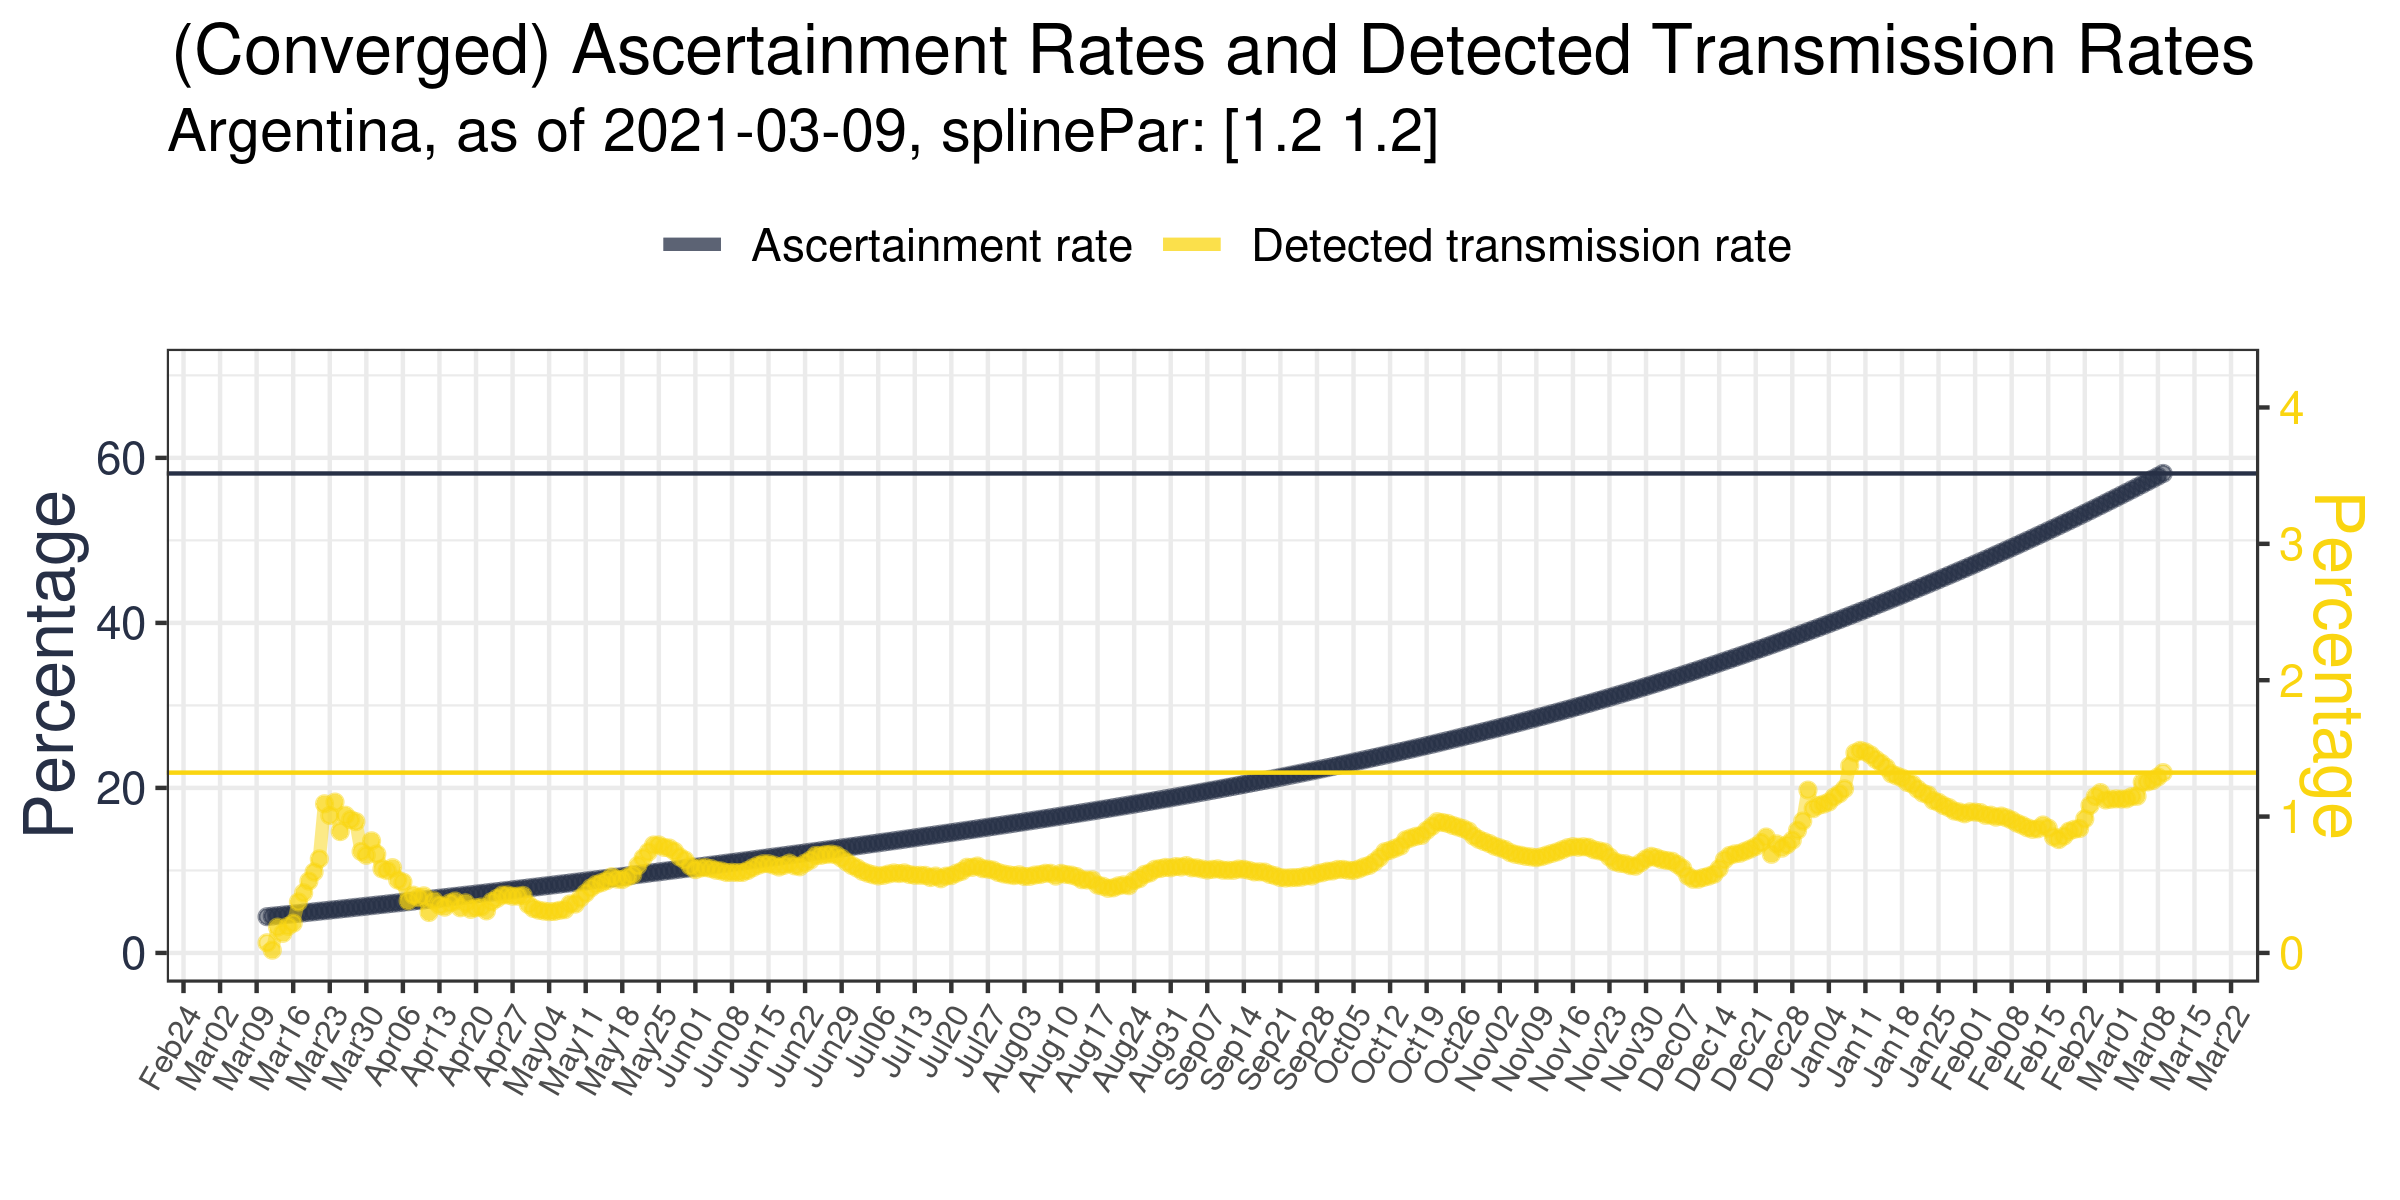 (Converged) Ascertainment Rates and Detected Transmission Rates
Argentina, as of 2021-03-09, splinePar: [1.2 1.2]
Ascertainment rate
Detected transmission rate
Percentage
60
40
20
0
4
3
2
1
0
Percentage
Feb24
Mar02
Mar09
Mar16
Mar23
Mar30
Apr06
Apr13
Apr20
Apr27
May04
May11
May18
May25
Jun01
Jun08
Jun15
Jun22
Jun29
Jul06
Jul13
Jul20
Jul27
Aug03
Aug10
Aug17
Aug24
Aug31
Sep07
Sep14
Sep21
Sep28
Oct05
Oct12
Oct19
Oct26
Nov02
Nov09
Nov16
Nov23
Nov30
Dec07
Dec14
Dec21
Dec28
Jan04
Jan11
Jan18
Jan25
Feb01
Feb08
Feb15
Feb22
Mar01
Mar08
Mar15
Mar22